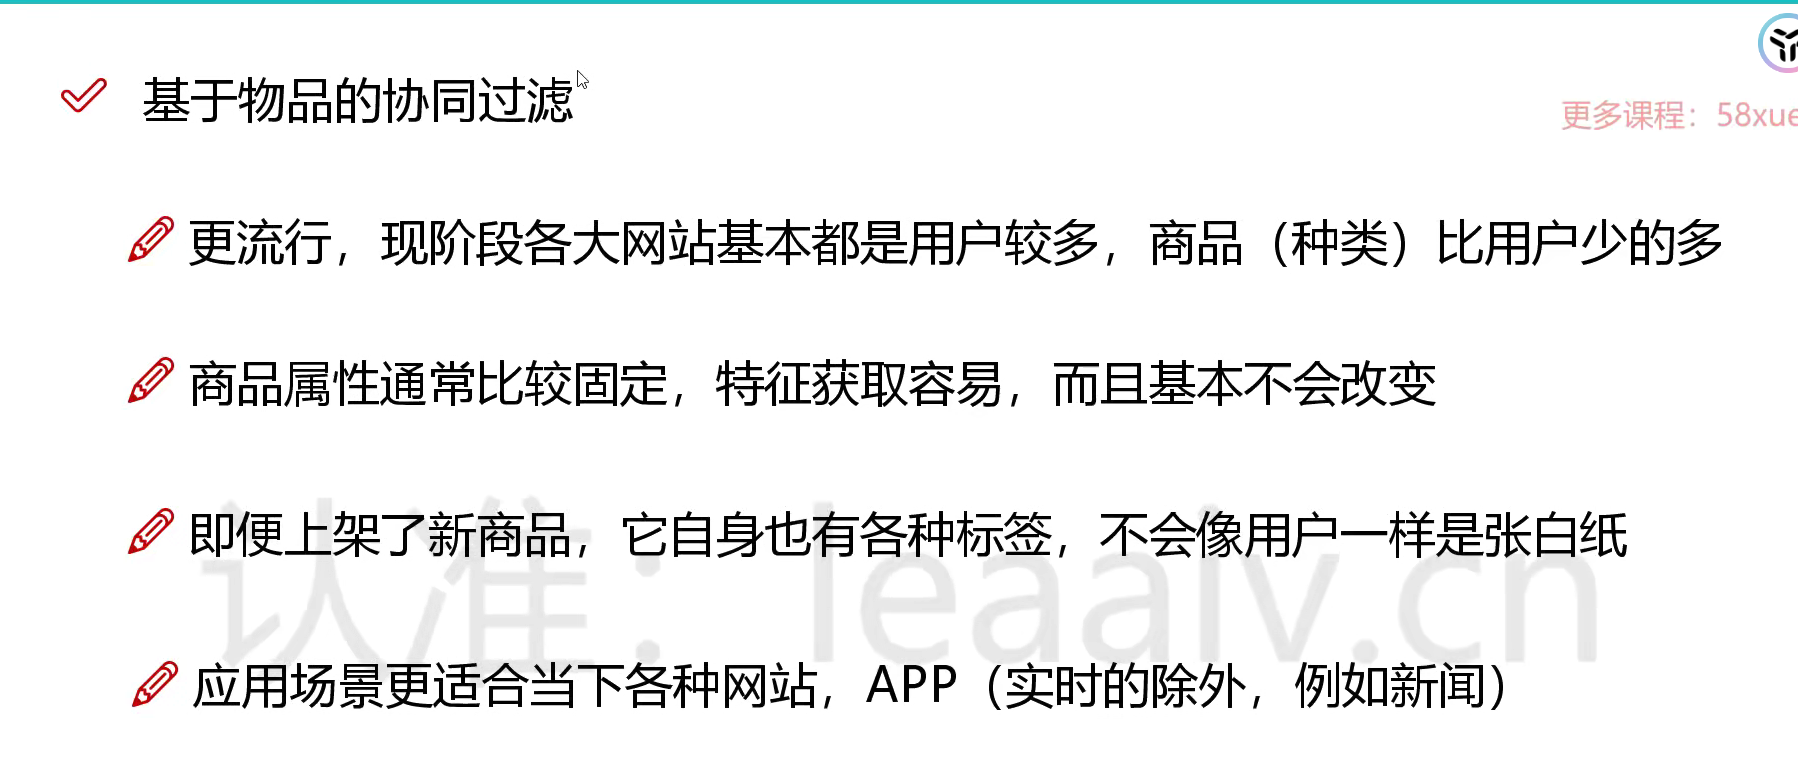 基于物品的协同过滤
更多课程：58xue
更流行，现阶段各大网站基本都是用户较多，商品（种类）比用户少的多
商品属性通常比较固定，特征获取容易，而且基本不会改变
即便上架了新商品，它自身也有各种标签，不会像用户一样是张白纸
认准：leaaiv.cn
应用场景更适合当下各种网站，APP（实时的除外，例如新闻）